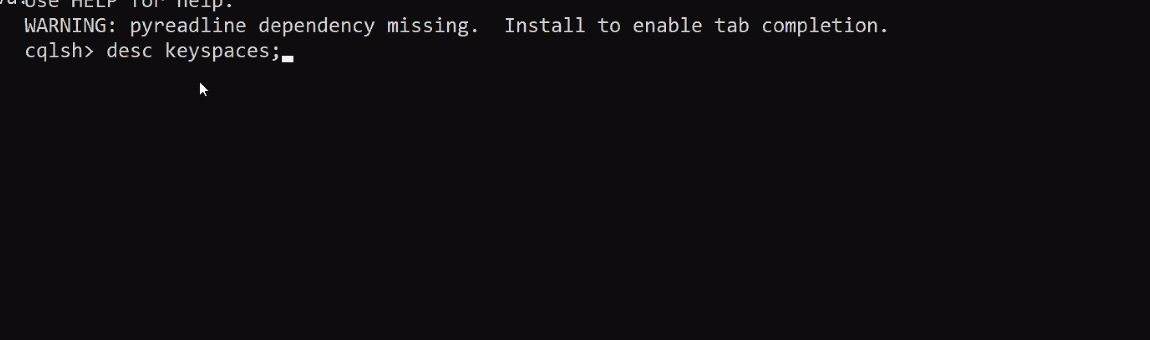 Use HELP for help.
WARNING: pyreadline dependency missing.  Install to enable tab completion.
cqlsh> desc keyspaces;